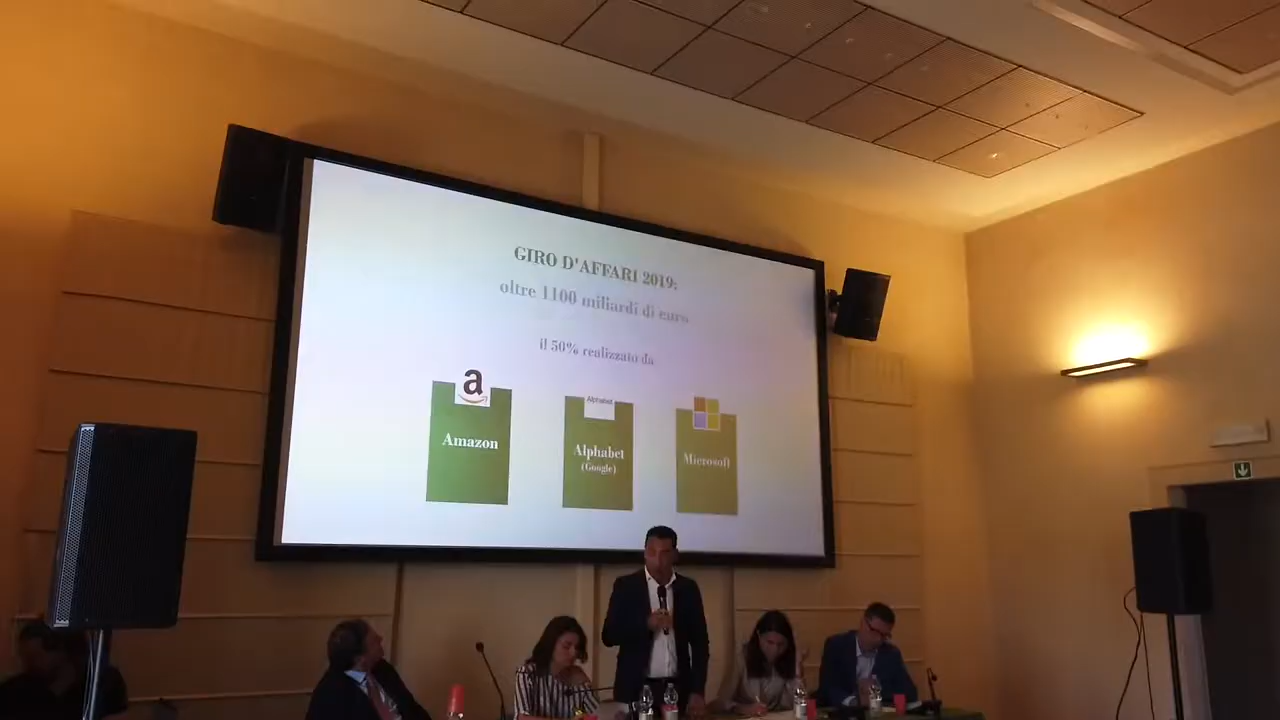 GIRO D'AFFARI 2019:
oltre 1100 miliardi di euro
il 50% realizzato da
a
Alphabet
Amazon
Alphabet
(Google)
Microsoft